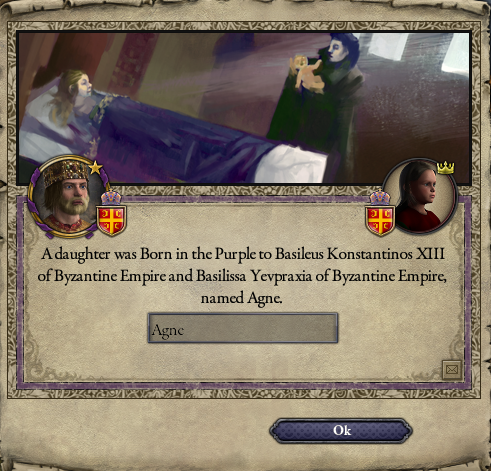 A daughter was Born in the Purple to Basileus Konstantinos XIII
of Byzantine Empire and Basilissa Yevpraxia of Byzantine Empire,
named Agne.
Agne
Ok